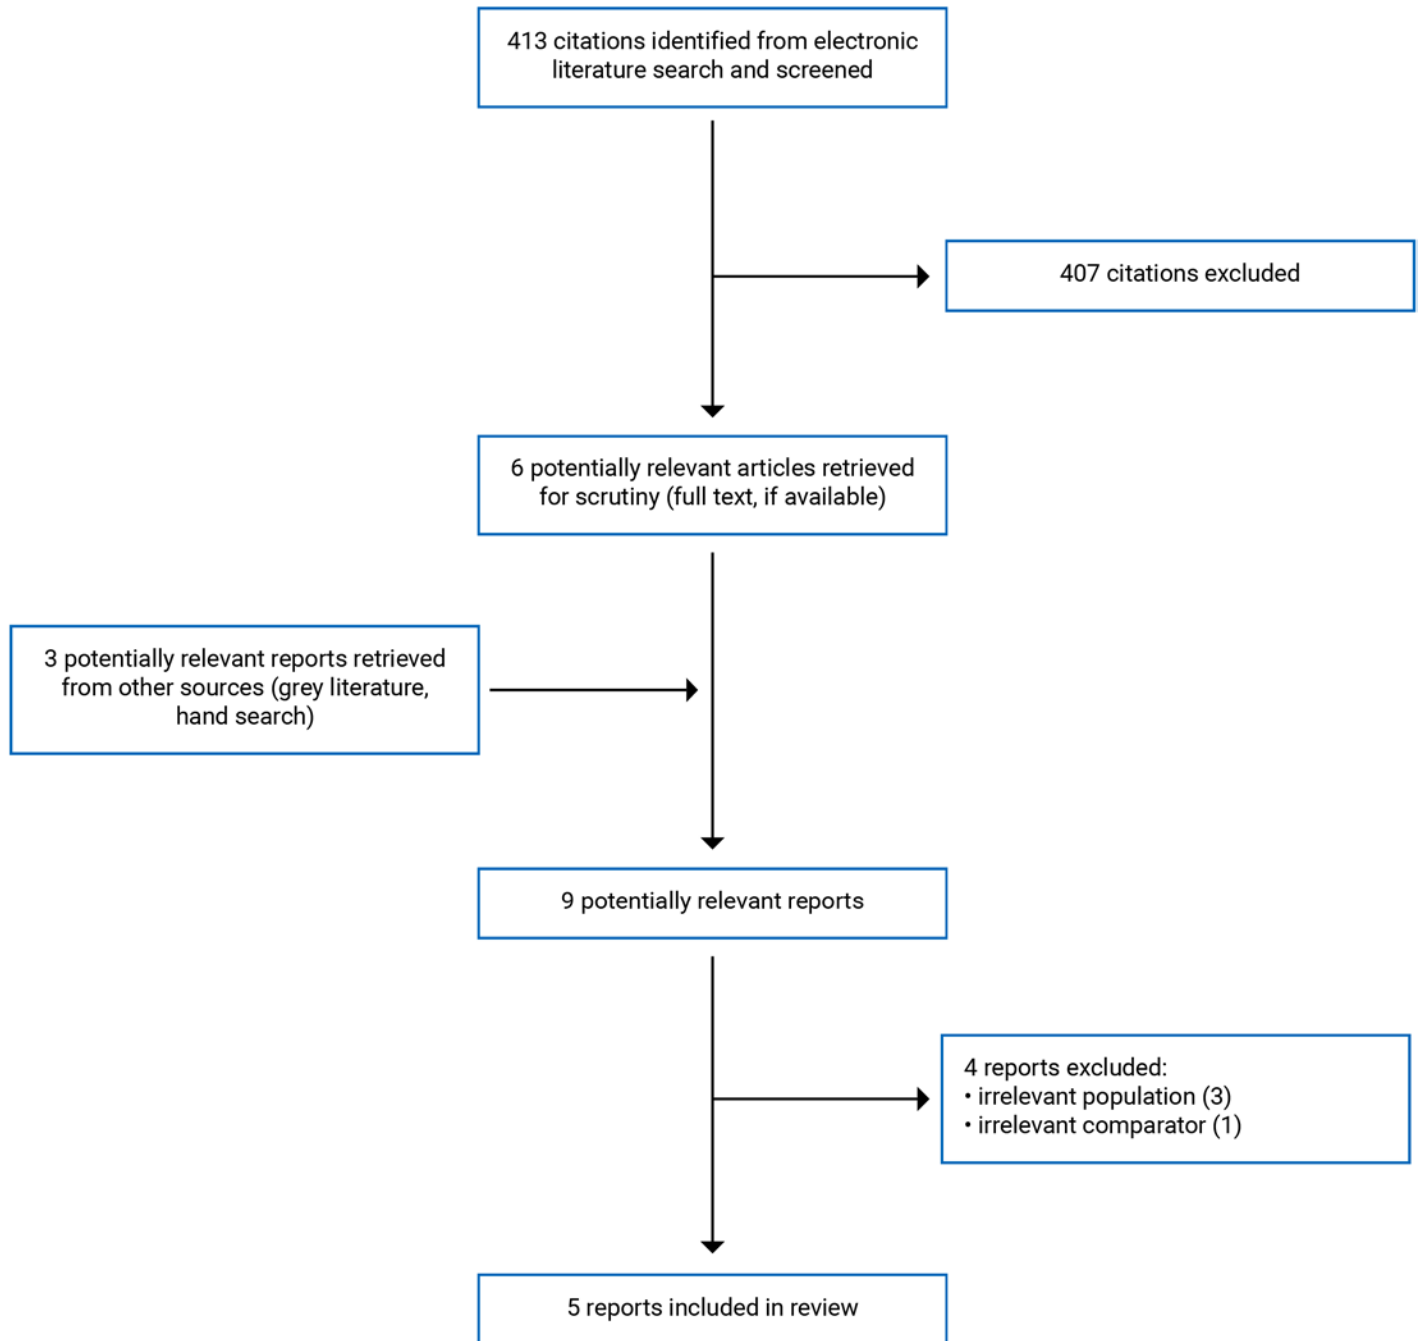 413 citations identified from electronic
literature search and screened
407 citations excluded
6 potentially relevant articles retrieved
for scrutiny (full text, if available)
3 potentially relevant reports retrieved
from other sources (grey literature,
hand search)
9 potentially relevant reports
4 reports excluded:
• irrelevant population (3)
• irrelevant comparator (1)
5 reports included in review